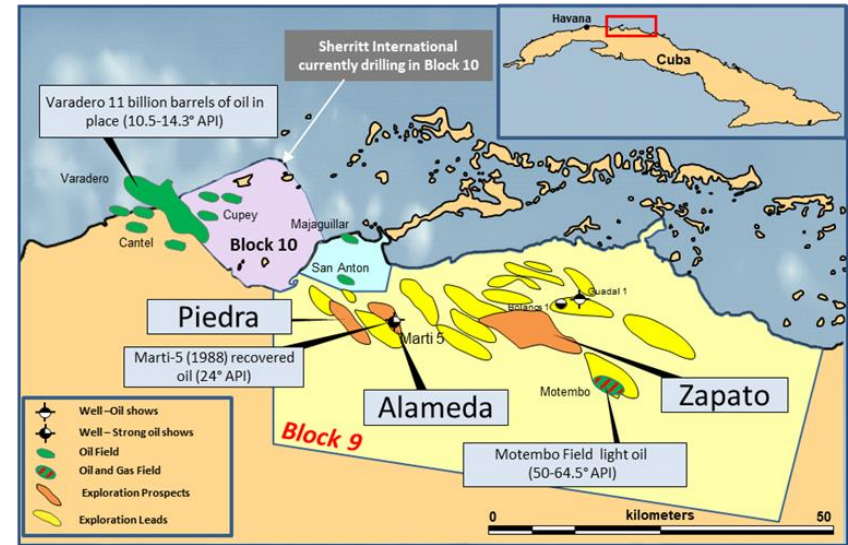 Havana
Cuba
Sherritt International
currently drilling in Block 10
Varadero 11 billion barrels of oil in
place (10.5-14.3° API)
Varadero
Cupey
Cantel
Block 10
Majaguillar
San Anton
Guadal 1
Bolanos 1
Piedra
Marti 5
Marti-5 (1988) recovered
oil (24° API)
Alameda
Zapato
Motembo
Block 9
Motembo Field light oil
(50-64.5° API)
Well –Oil shows
Well – Strong oil shows
Oil Field
Oil and Gas Field
Exploration Prospects
Exploration Leads
0 kilometers 50